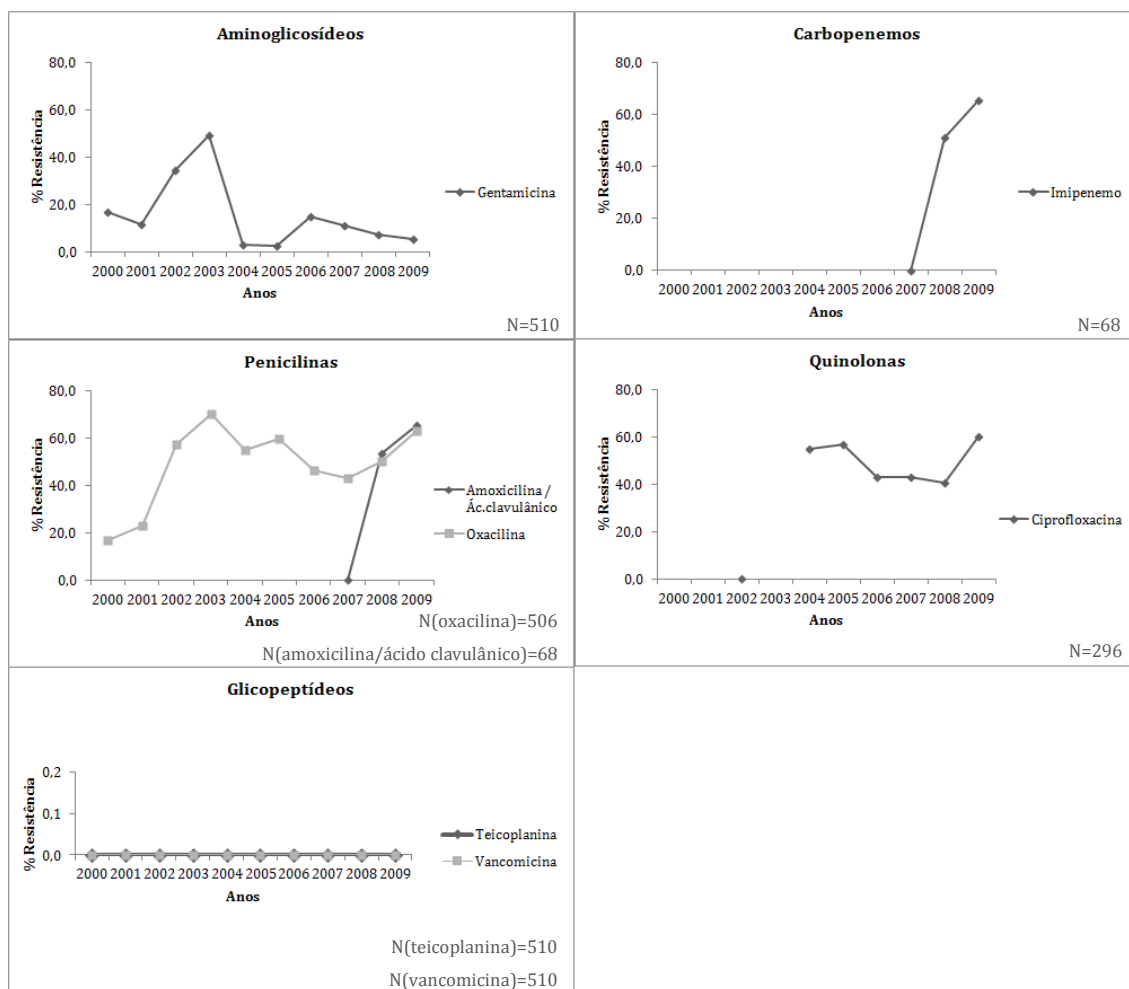 Aminoglicosídeos
80,0
60,0
40,0
20,0
0,0
% Resistência
2000 2001 2002 2003 2004 2005 2006 2007 2008 2009
Anos
Gentamicina
N=510
Carbopenemos
80,0
60,0
40,0
20,0
0,0
% Resistência
2000 2001 2002 2003 2004 2005 2006 2007 2008 2009
Anos
Imipenemo
N=68
Penicilinas
80,0
60,0
40,0
20,0
0,0
% Resistência
2000 2001 2002 2003 2004 2005 2006 2007 2008 2009
Anos
Amoxicilina /
Ác.clavulânico
Oxacilina
N(oxacilina)=506
N(amoxicilina/ácido clavulânico)=68
Quinolonas
80,0
60,0
40,0
20,0
0,0
% Resistência
2000 2001 2002 2003 2004 2005 2006 2007 2008 2009
Anos
Ciprofloxacina
N=296
Glicopeptídeos
0,2
0,1
0,0
% Resistência
2000 2001 2002 2003 2004 2005 2006 2007 2008 2009
Anos
Teicoplanina
Vancomicina
N(teicoplanina)=510
N(vancomicina)=510